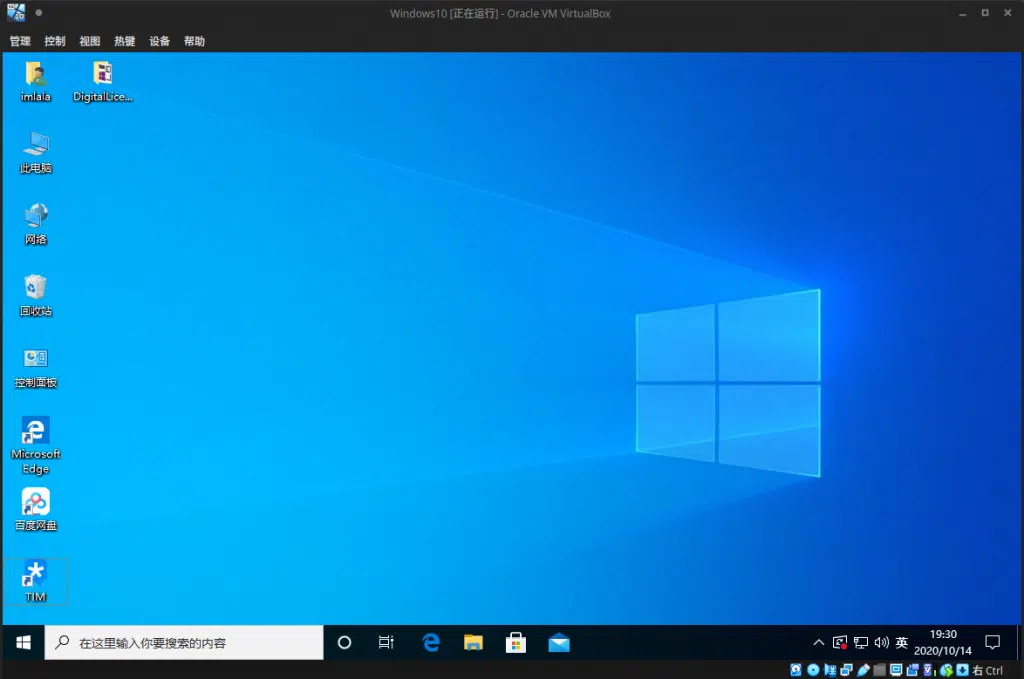 Windows10 [正在运行] - Oracle VM VirtualBox
管理 控制 视图 热键 设备 帮助
imlala
DigitalLice...
此电脑
网络
回收站
控制面板
Microsoft
Edge
百度网盘
TIM
在这里输入你要搜索的内容
英
19:30
2020/10/14
右 Ctrl